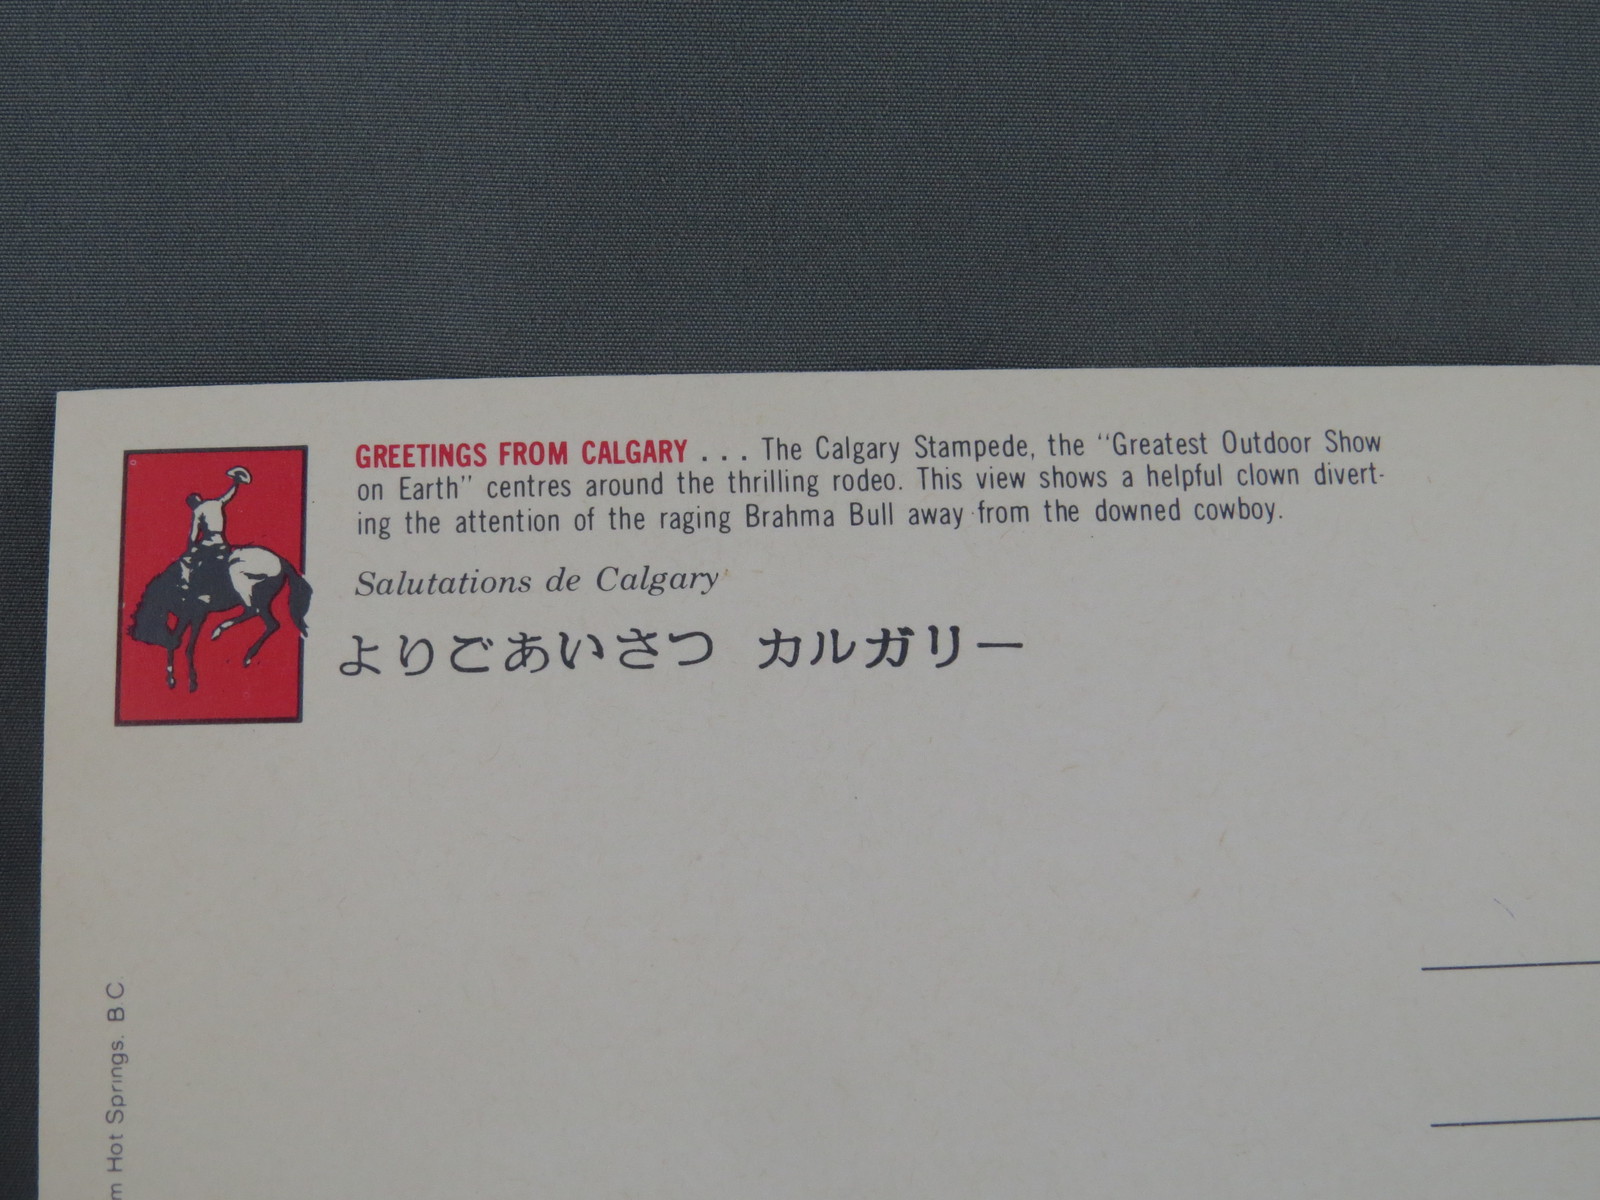 GREETINGS FROM CALGARY . . . The Calgary Stampede, the "Greatest Outdoor Show
on Earth" centres around the thrilling rodeo. This view shows a helpful clown divert-
ing the attention of the raging Brahma Bull away from the downed cowboy.
Salutations de Calgary
よりごあいさつ カルガリー
Hot Springs. B C.